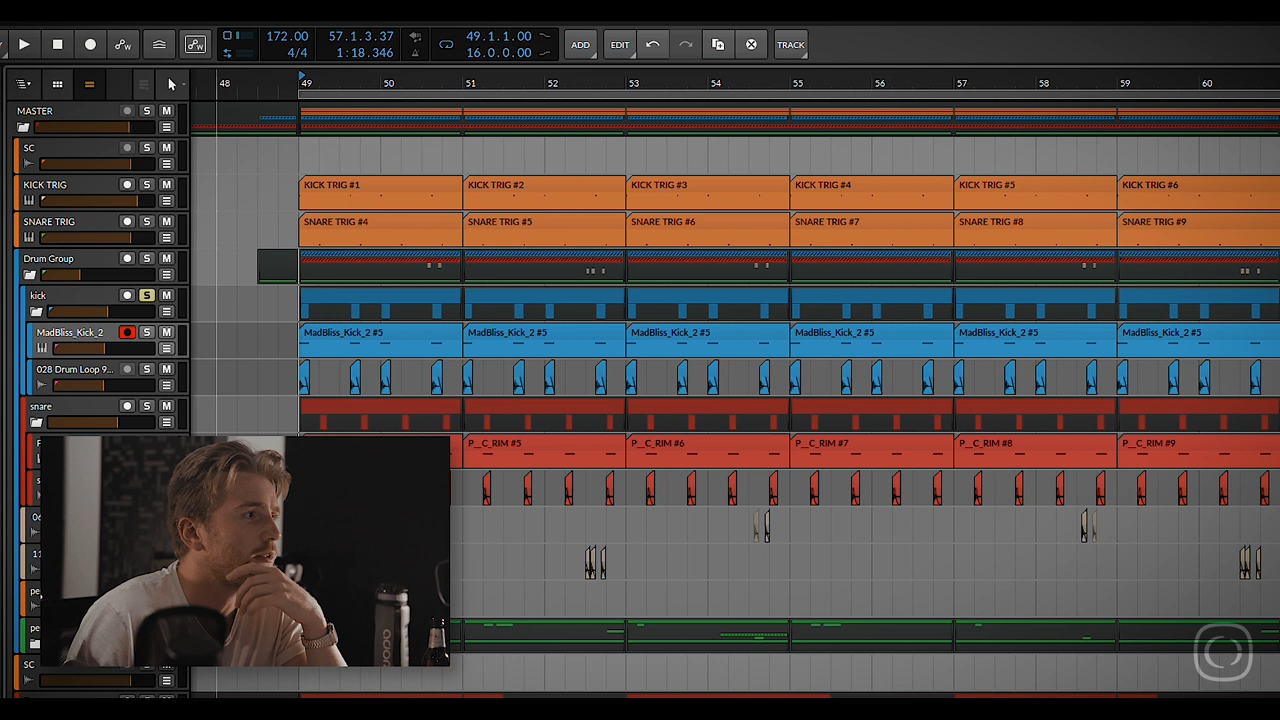 172.00 57.1.3.37 49.1.1.00
4/4 1:18.346 16.0.0.00
ADD EDIT TRACK
48 49 50 51 52 53 54 55 56 57 58 59 60
MASTER S M
SC S M
KICK TRIG S M KICK TRIG #1 KICK TRIG #2 KICK TRIG #3 KICK TRIG #4 KICK TRIG #5 KICK TRIG #6
SNARE TRIG S M SNARE TRIG #4 SNARE TRIG #5 SNARE TRIG #6 SNARE TRIG #7 SNARE TRIG #8 SNARE TRIG #9
Drum Group S M
kick S M
MadBliss_Kick_2 S M MadBliss_Kick_2 #5 MadBliss_Kick_2 #5 MadBliss_Kick_2 #5 MadBliss_Kick_2 #5 MadBliss_Kick_2 #5 MadBliss_Kick_2 #5
028 Drum Loop 9... S M
snare S M
P__C_RIM #5 P__C_RIM #6 P__C_RIM #7 P__C_RIM #8 P__C_RIM #9
SC